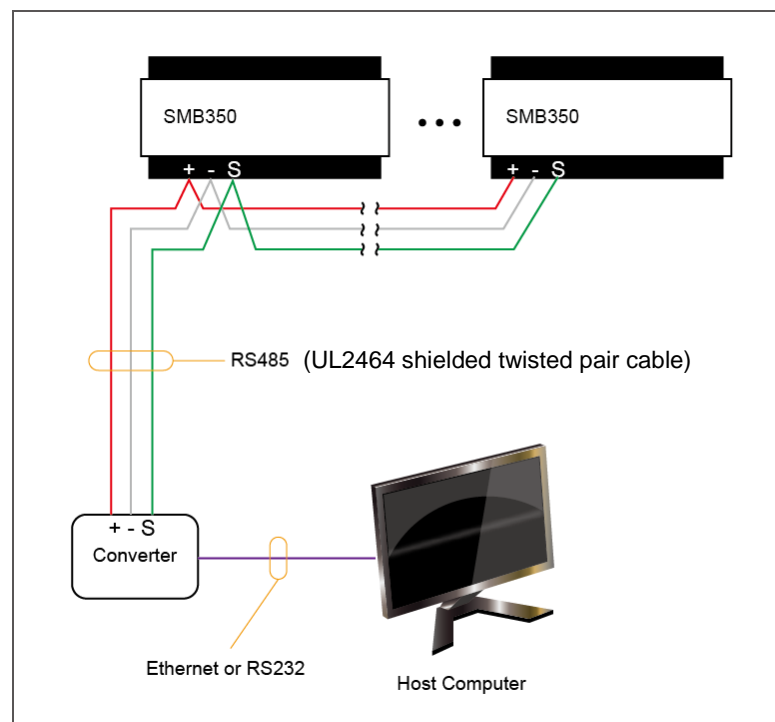 SMB350
SMB350
+ - S
+ - S
RS485 (UL2464 shielded twisted pair cable)
+ - S
Converter
Ethernet or RS232
Host Computer